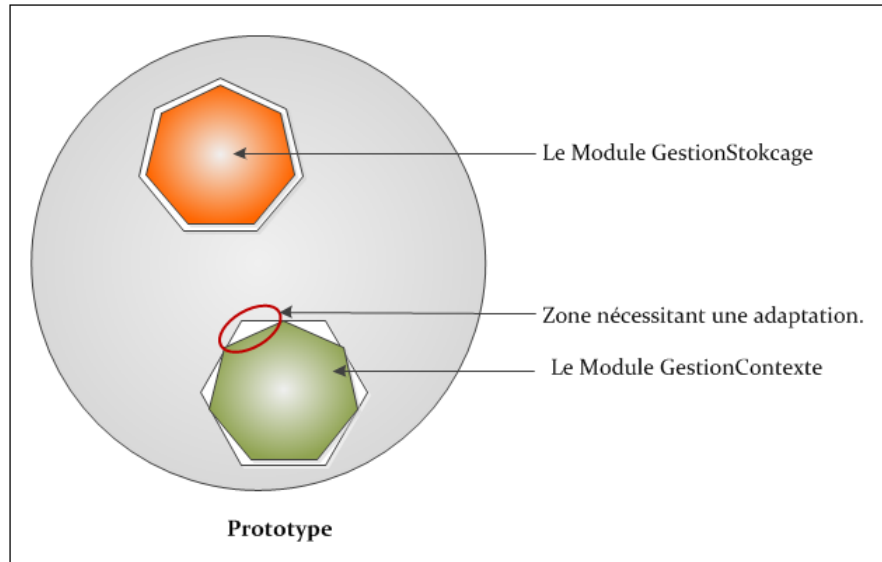 Le Module GestionStokcage
Zone nécessitant une adaptation.
Le Module GestionContexte
Prototype